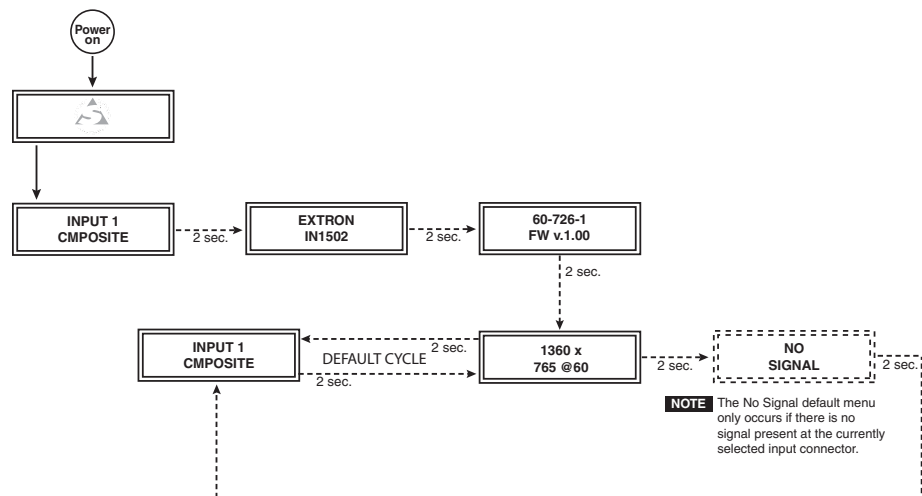 Power
on
INPUT 1
CMPOSITE
2 sec.
EXTRON
IN1502
2 sec.
60-726-1
FW v.1.00
2 sec.
INPUT 1
CMPOSITE
2 sec.
DEFAULT CYCLE
2 sec.
1360 x
765 @60
2 sec.
NO
SIGNAL
2 sec.
NOTE The No Signal default menu
only occurs if there is no
signal present at the currently
selected input connector.